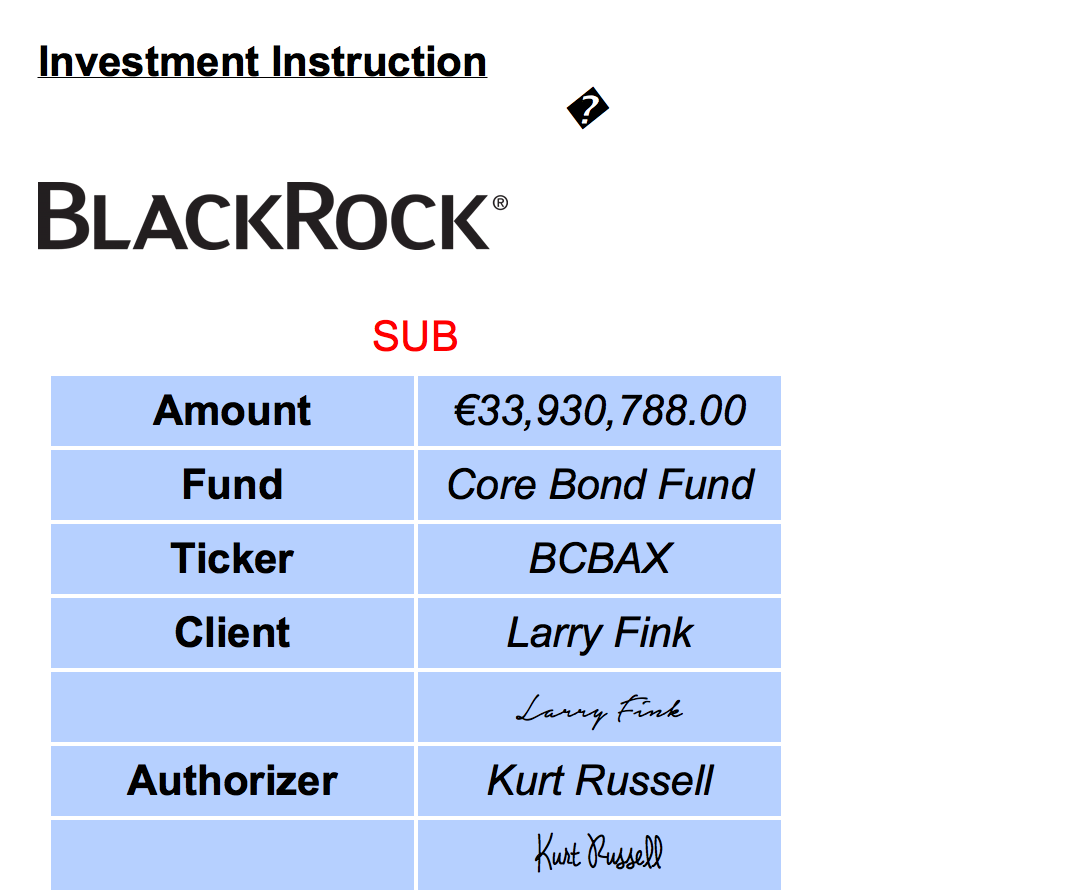 Investment Instruction
�
BLACKROCK®
SUB
Amount €33,930,788.00
Fund Core Bond Fund
Ticker BCBAX
Client Larry Fink
Larry Fink
Authorizer Kurt Russell
Kurt Russell